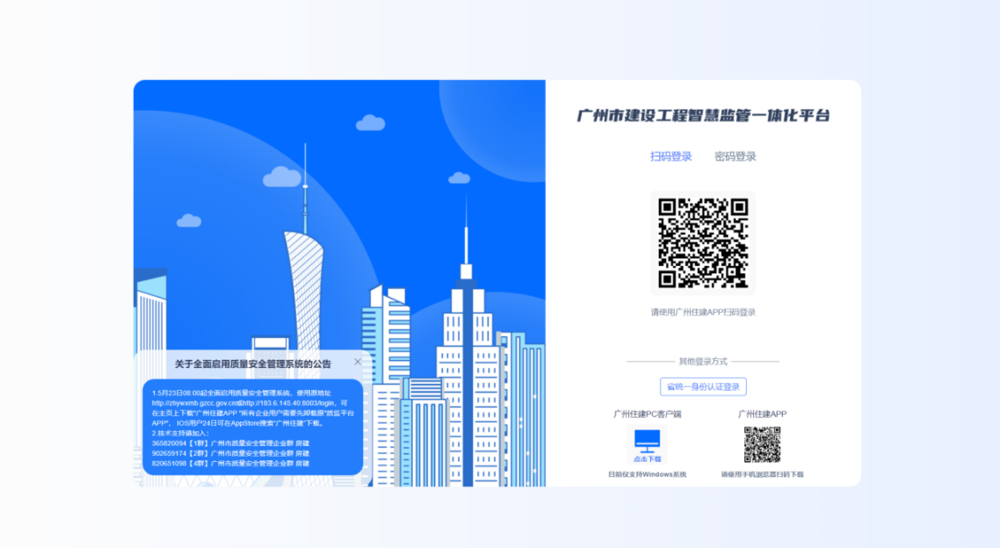 广州市建设工程智慧监管一体化平台
扫码登录 密码登录
请使用广州住建APP扫码登录
其他登录方式
省统一身份认证登录
广州住建PC客户端 广州住建APP
点击下载
目前仅支持Windows系统 请使用手机浏览器扫码下载
关于全面启用质量安全管理系统的公告
1.5月23日08:00起全面启用质量安全管理系统，使用原地址
http://zhywxmb.gzcc.gov.cn或http://183.6.145.40:8003/login，可
在主页上下载"广州住建APP "所有企业用户需要先卸载原"质监平台
APP"， IOS用户24日可在AppStore搜索"广州住建"下载。
2.技术支持请加入：
365820094【1群】广州市质量安全管理企业群 房建
902659174【2群】广州市质量安全管理企业群 房建
820651098【4群】广州市质量安全管理企业群 房建